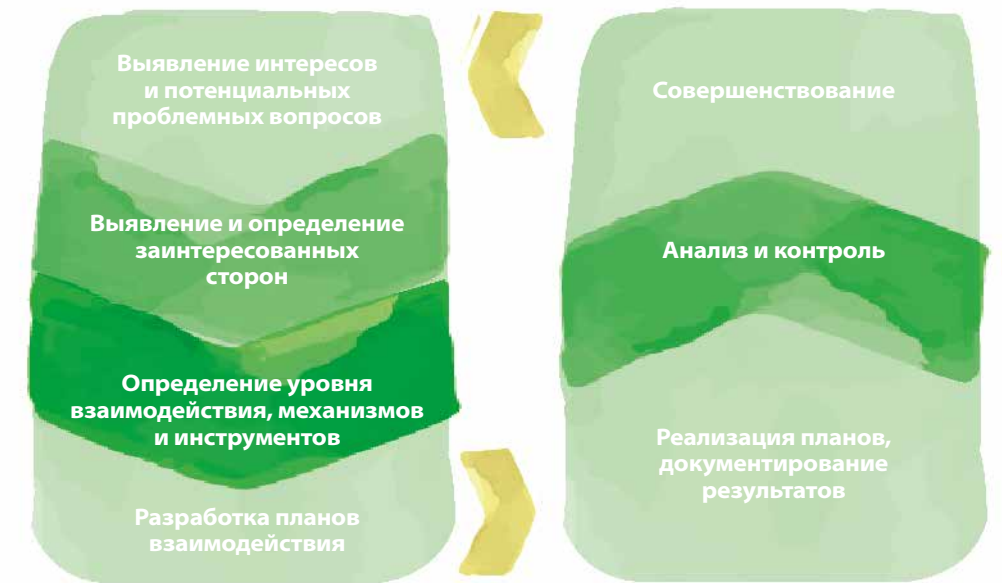 Выявление интересов
и потенциальных
проблемных вопросов
Выявление и определение
заинтересованных
сторон
Определение уровня
взаимодействия, механизмов
и инструментов
Разработка планов
взаимодействия
Совершенствование
Анализ и контроль
Реализация планов,
документирование
результатов